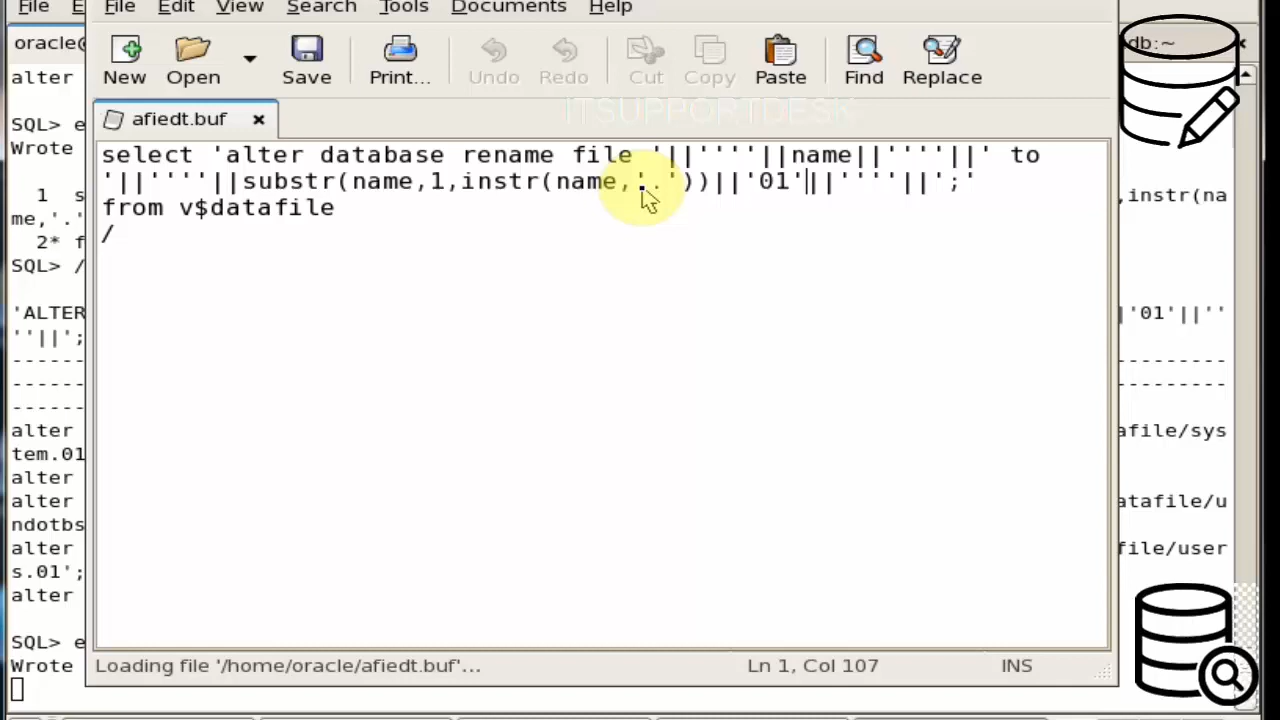 File E File Edit View Search Tools Documents Help
oracle@ db:~
New Open Save Print... Undo Redo Cut Copy Paste Find Replace
ITSUPPORTDESK
afiedt.buf
select 'alter database rename file '||''''||name||''''||' to
'||''''||substr(name,1,instr(name,'.'))||'01'||''''||';'
from v$datafile
/
alter
SQL> e
Wrote
1 s ,instr(na
me,'.'
2* f
SQL> /
'ALTER |'01'||''
''||';
alter afile/sys
tem.01
alter
alter atafile/u
ndotbs
alter file/user
s.01';
alter
SQL> e
Wrote
Loading file '/home/oracle/afiedt.buf'... Ln 1, Col 107 INS